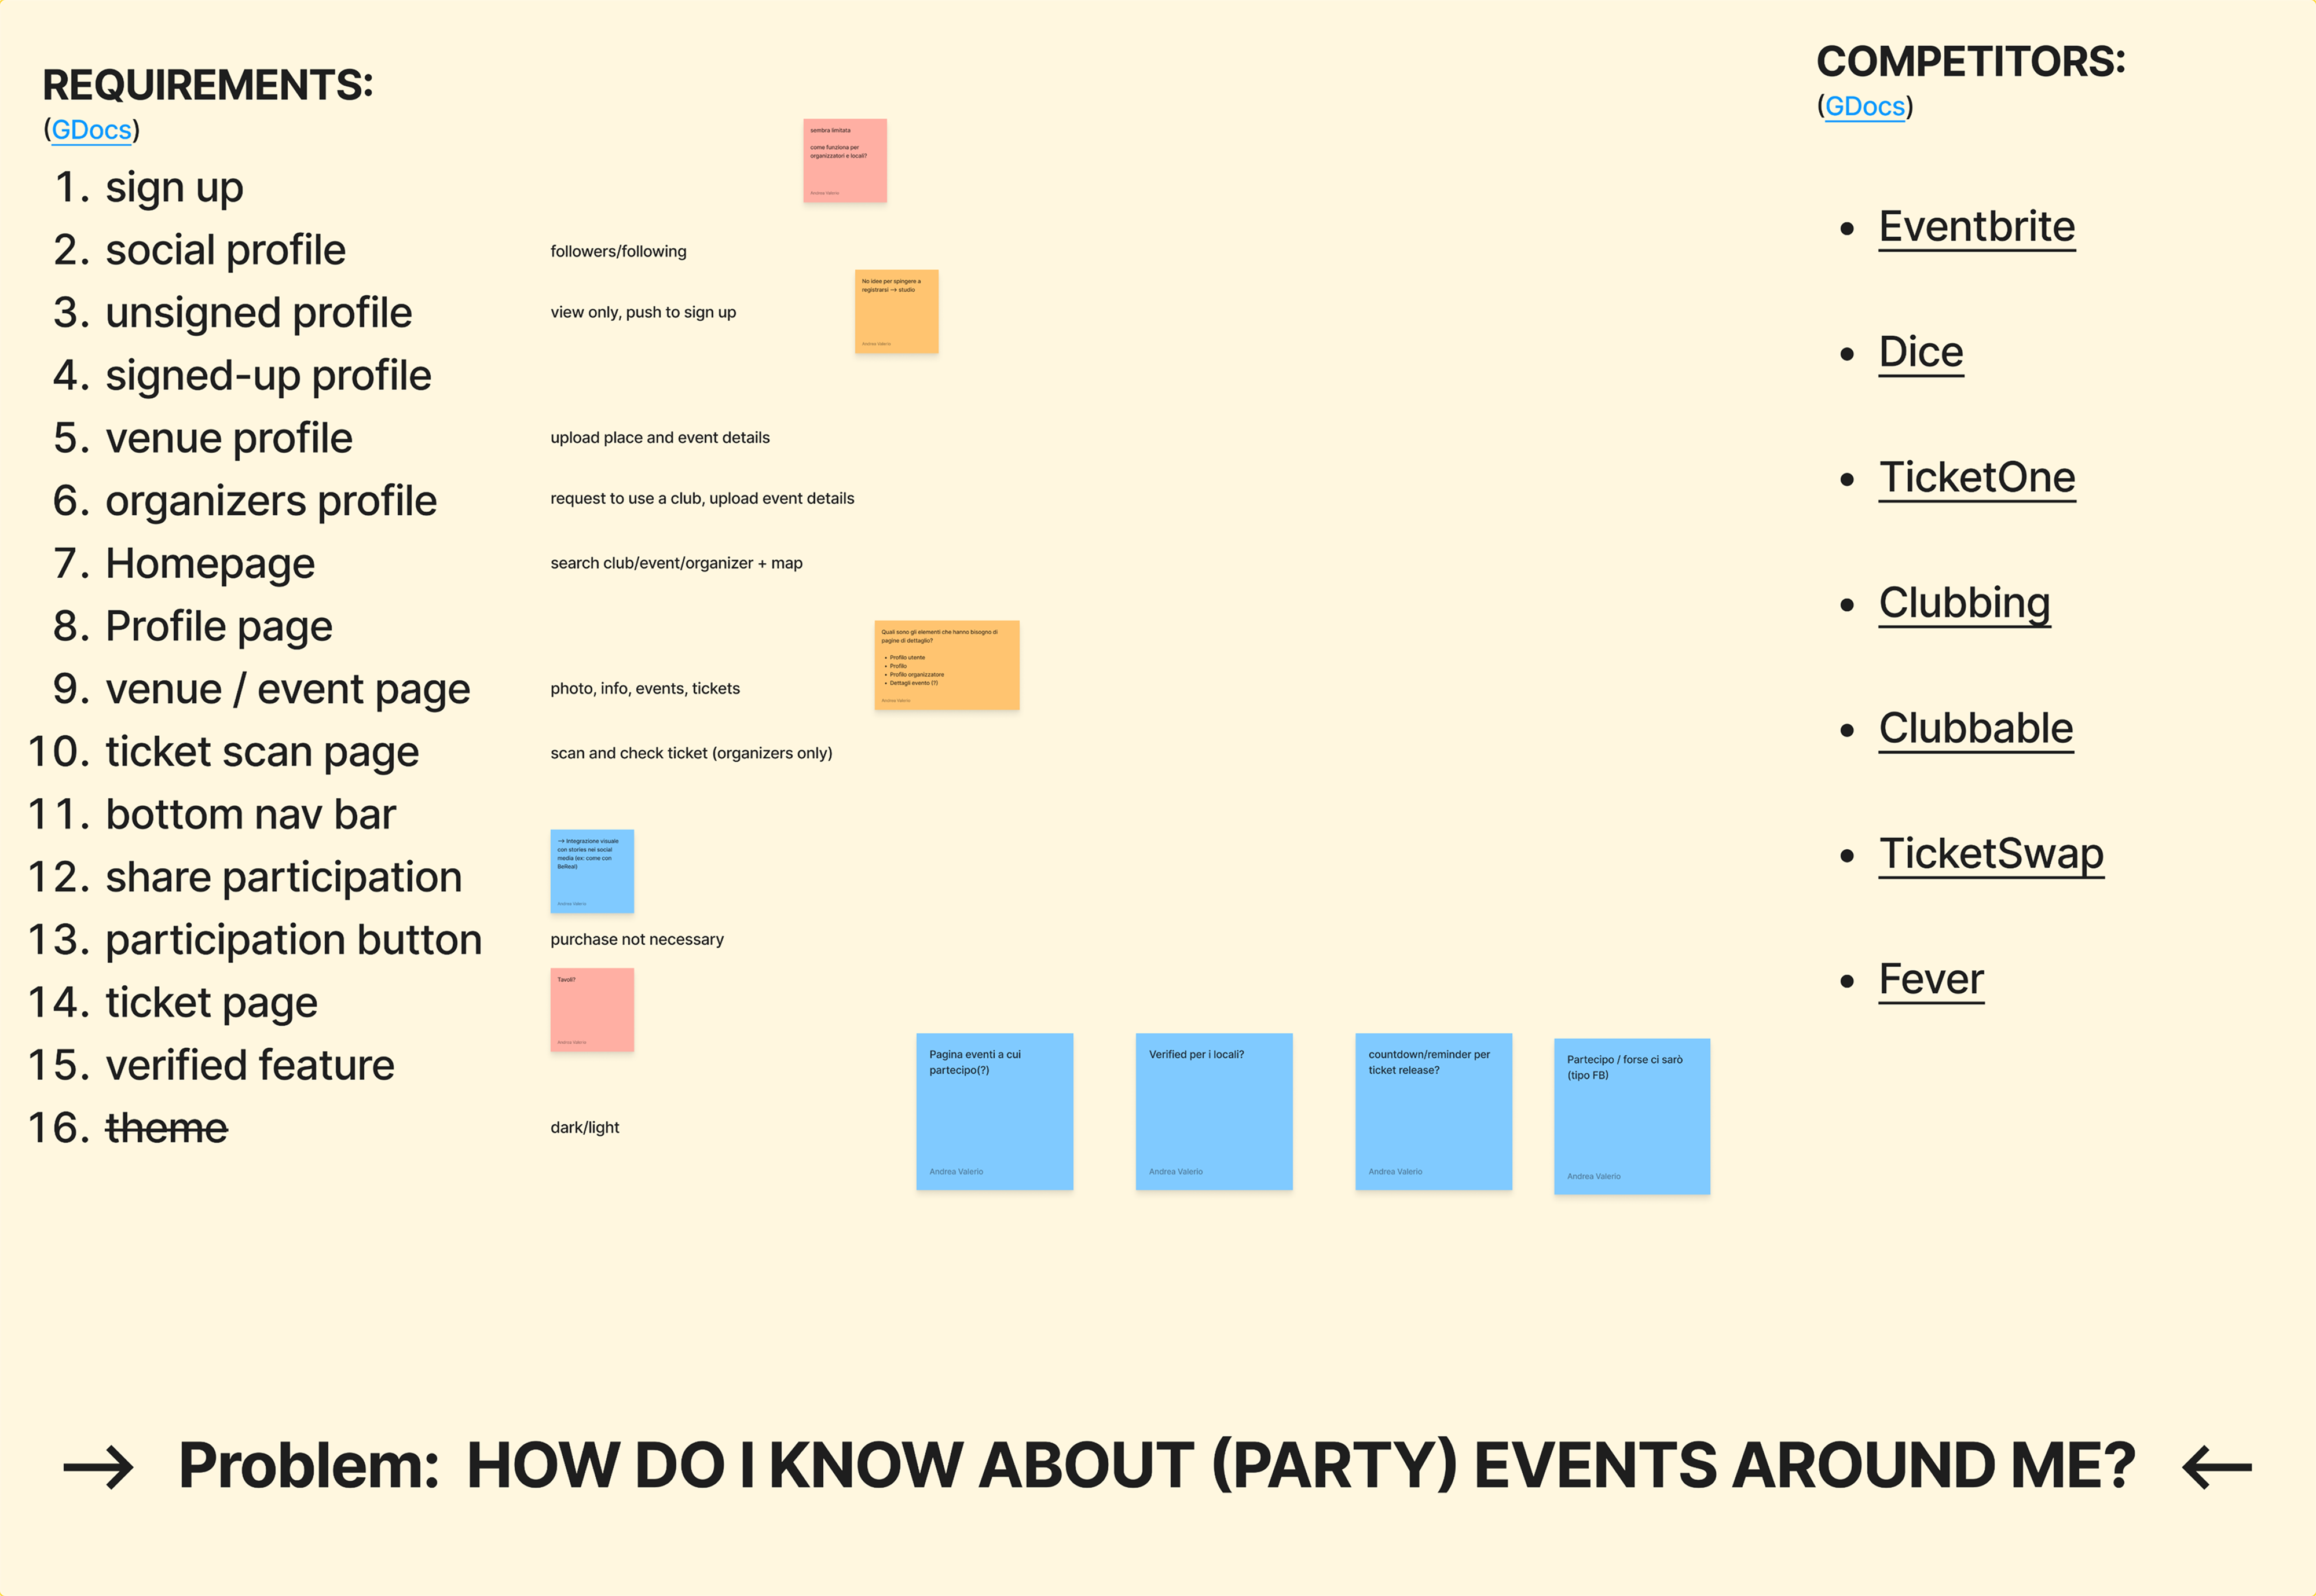 REQUIREMENTS:
(GDocs)
1. sign up
2. social profile
followers/following
3. unsigned profile
view only, push to sign up
4. signed-up profile
5. venue profile
upload place and event details
6. organizers profile
request to use a club, upload event details
7. Homepage
search club/event/organizer + map
8. Profile page
9. venue / event page
photo, info, events, tickets
10. ticket scan page
scan and check ticket (organizers only)
11. bottom nav bar
12. share participation
13. participation button
purchase not necessary
14. ticket page
15. verified feature
16. theme
dark/light
sembra limitata
come funziona per
organizzatori e locali?
Andrea Valerio
No idee per spingere a
registrarsi → studio
Andrea Valerio
Quali sono gli elementi che hanno bisogno di
pagine di dettaglio?
• Profilo utente
• Profilo
• Profilo organizzatore
• Dettagli evento (?)
Andrea Valerio
→ Integrazione visuale
con stories nei social
media (ex: come con
BeReal)
Andrea Valerio
Tavoli?
Andrea Valerio
Pagina eventi a cui
partecipo(?)
Andrea Valerio
Verified per i locali?
Andrea Valerio
countdown/reminder per
ticket release?
Andrea Valerio
Partecipo / forse ci sarò
(tipo FB)
Andrea Valerio
COMPETITORS:
(GDocs)
• Eventbrite
• Dice
• TicketOne
• Clubbing
• Clubbable
• TicketSwap
• Fever
→ Problem: HOW DO I KNOW ABOUT (PARTY) EVENTS AROUND ME? ←